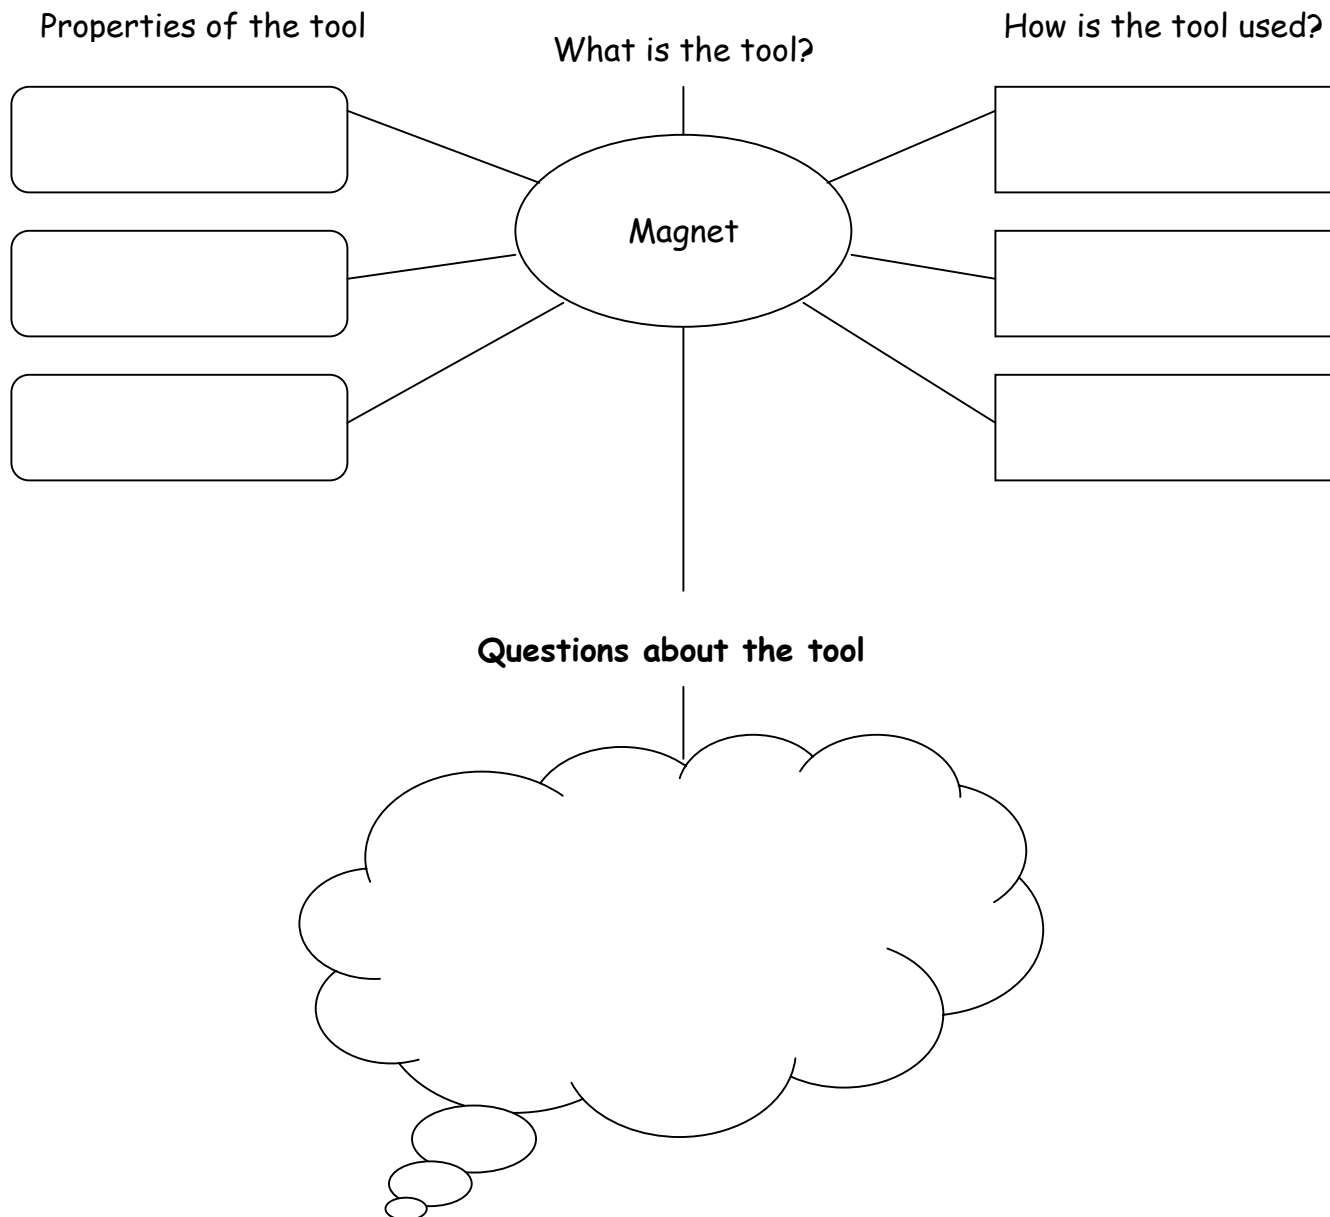 Properties of the tool
What is the tool?
How is the tool used?
Magnet
Questions about the tool